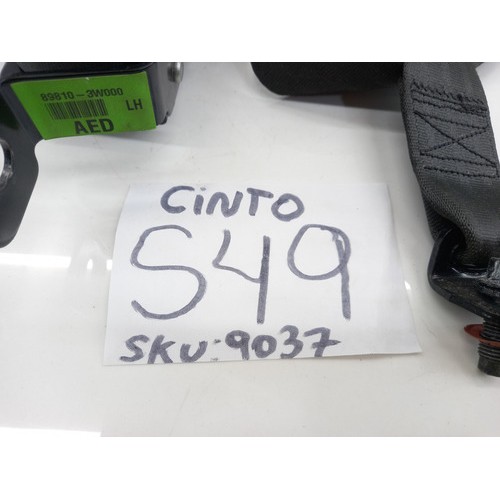 89810-3W000
LH
AED
CiNTO
S49
SKU: 9037